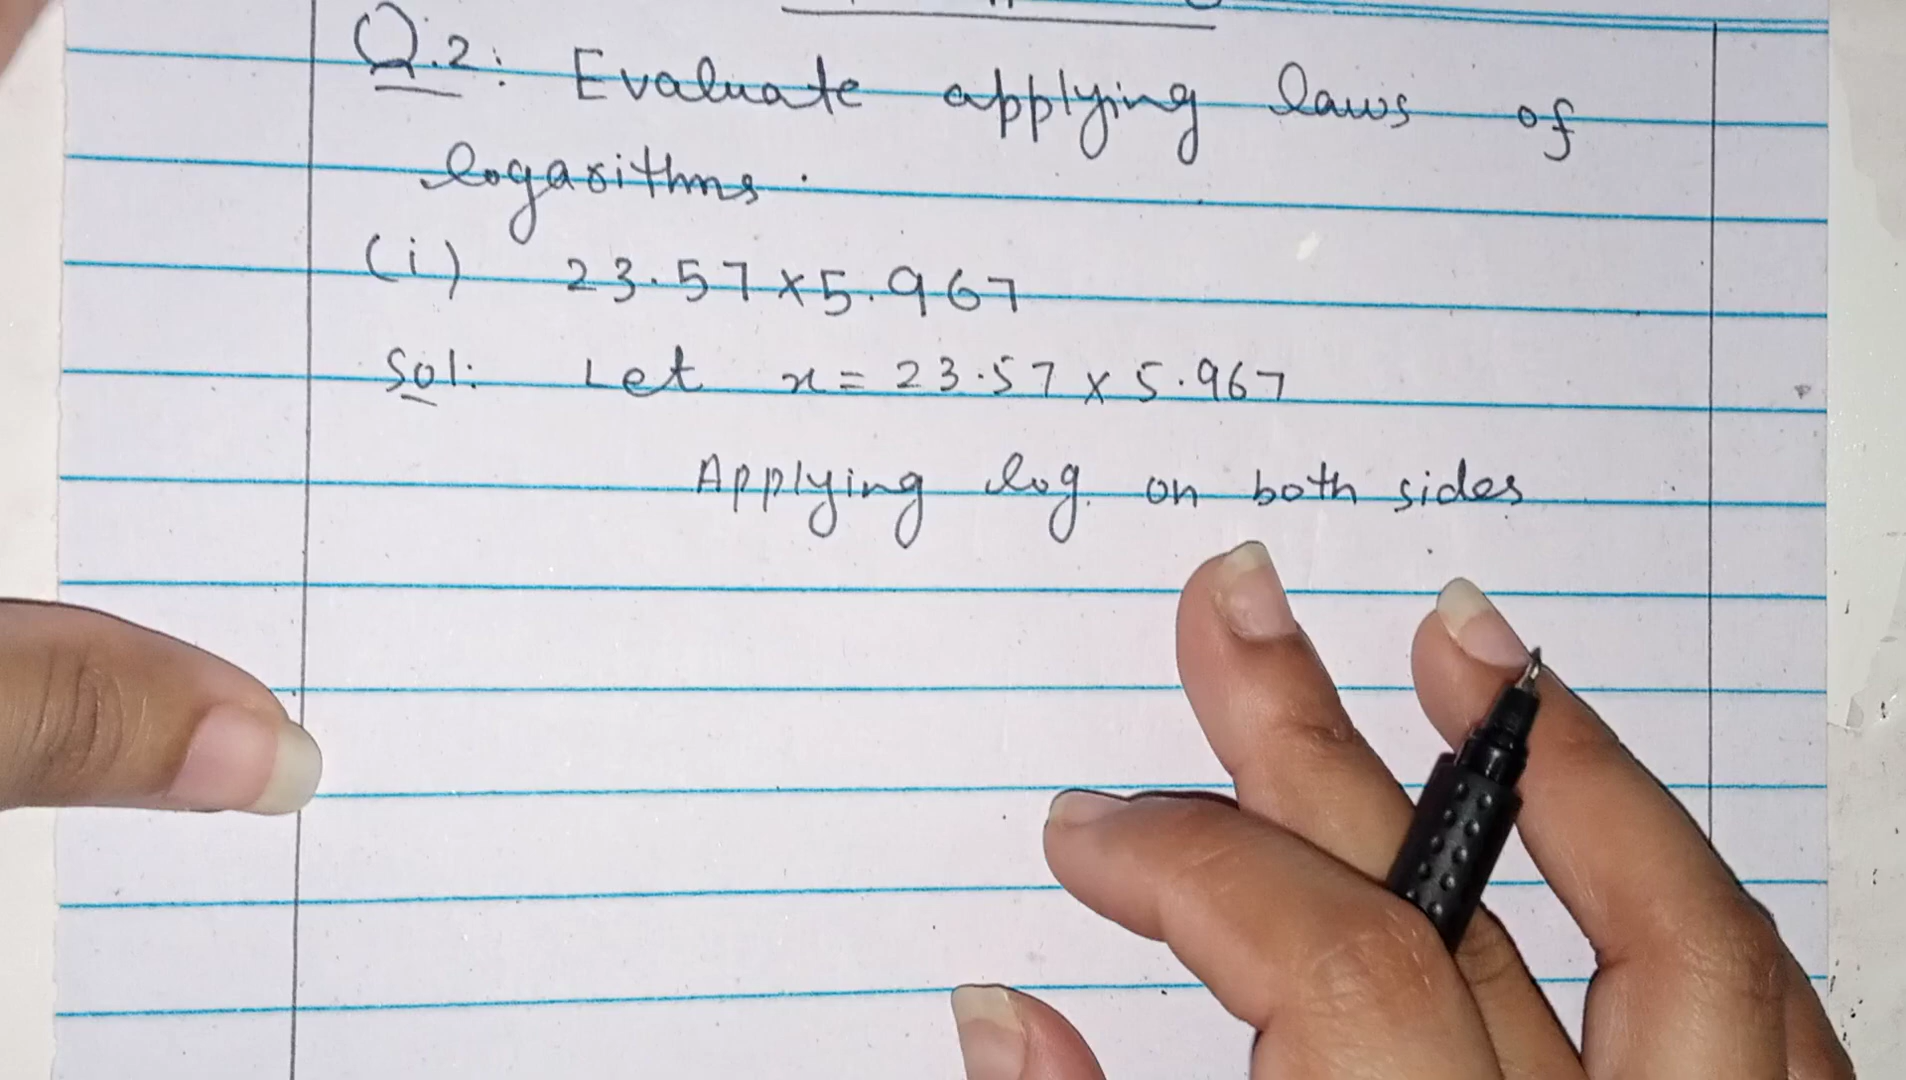 Q.2: Evaluate applying laws of
logarithms.
(i) 23.57×5.967
Sol: Let x = 23.57 × 5.967
Applying log. on both sides